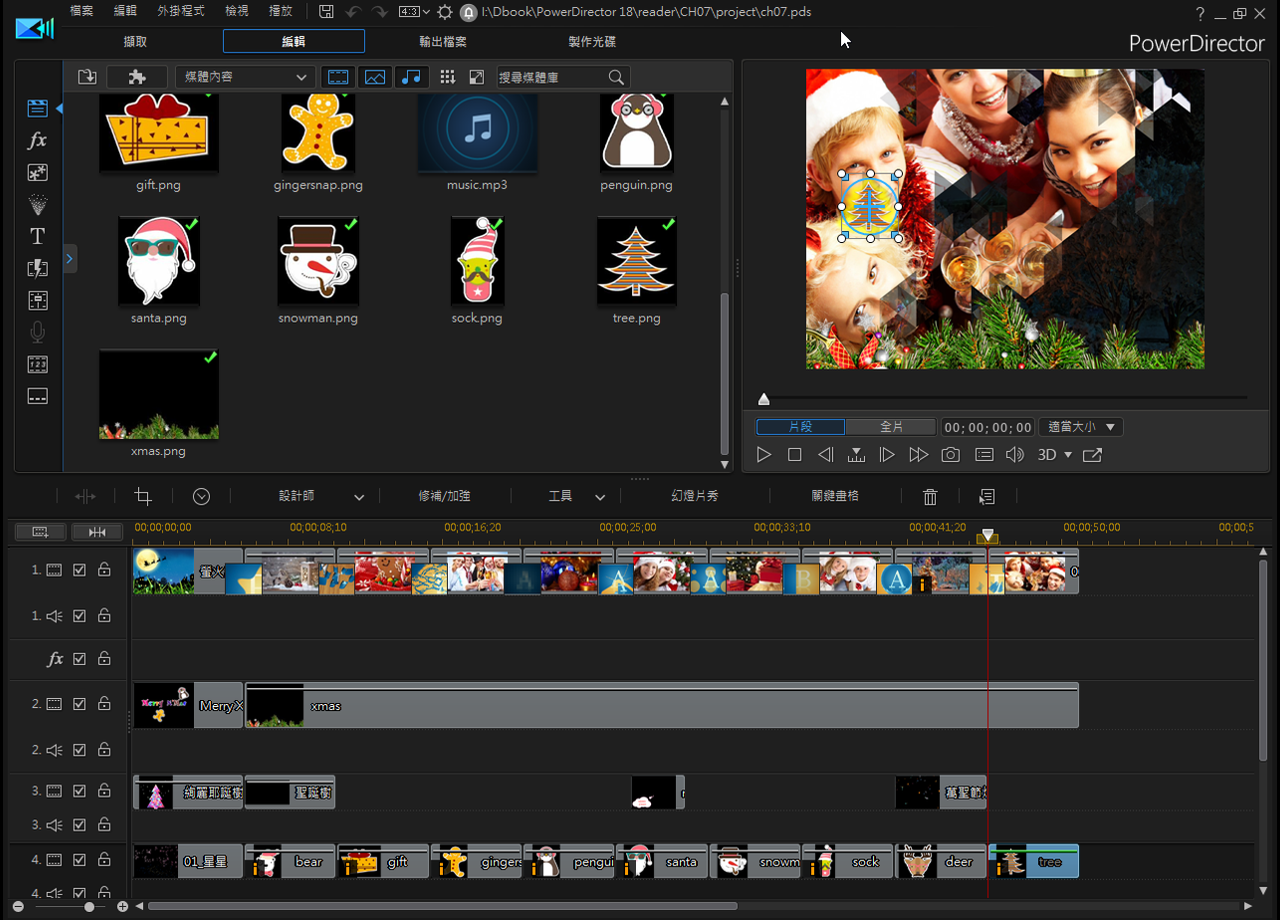 檔案 編輯 外掛程式 檢視 播放 4:3 I:\Dbook\PowerDirector 18\reader\CH07\project\ch07.pds
擷取 編輯 輸出檔案 製作光碟
PowerDirector
媒體內容 搜尋媒體庫
gift.png gingersnap.png music.mp3 penguin.png
santa.png snowman.png sock.png tree.png
xmas.png
片段 全片 00;00;00;00 適當大小
3D
設計師 修補/加強 工具 幻燈片秀 關鍵畫格
00;00;00;00 00;00;08;10 00;00;16;20 00;00;25;00 00;00;33;10 00;00;41;20 00;00;50;00 00;00;5
1. 螢火 A A A B A
1.
fx
2. Merry X xmas
2.
3. 絢麗耶誕樹 聖誕樹 萬聖節
3.
4. 01_星星 bear gift gingers pengui santa snowm sock deer tree
4.